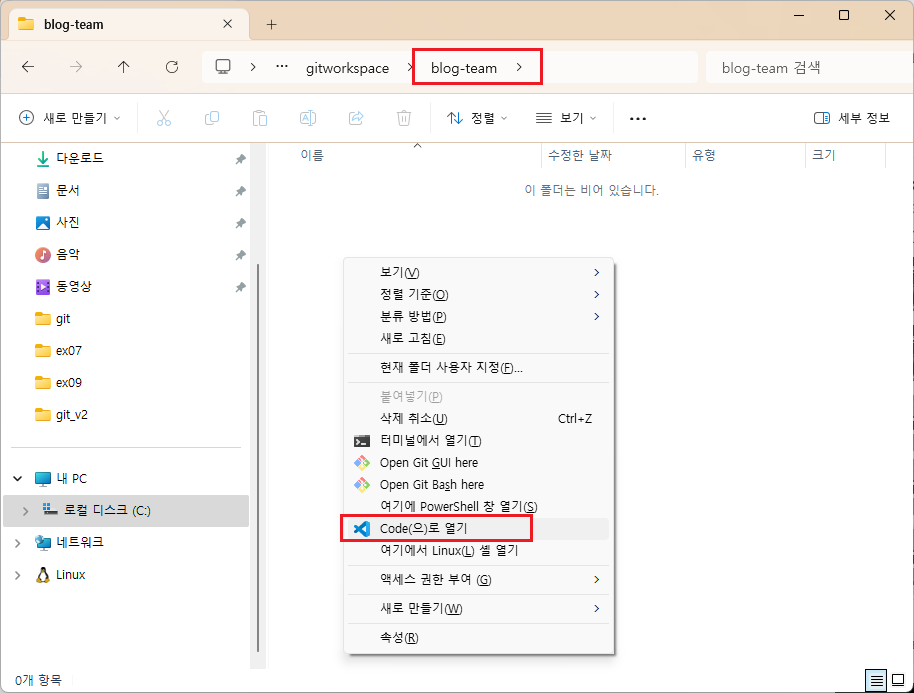 blog-team
gitworkspace
blog-team
blog-team 검색
새로 만들기
정렬
보기
세부 정보
다운로드
문서
사진
음악
동영상
git
ex07
ex09
git_v2
내 PC
로컬 디스크 (C:)
네트워크
Linux
이름
수정한 날짜
유형
크기
이 폴더는 비어 있습니다.
보기(V)
정렬 기준(O)
분류 방법(P)
새로 고침(E)
현재 폴더 사용자 지정(F)...
붙여넣기(P)
삭제 취소(U) Ctrl+Z
터미널에서 열기(T)
Open Git GUI here
Open Git Bash here
여기에 PowerShell 창 열기(S)
Code(으)로 열기
여기에서 Linux(L) 셸 열기
액세스 권한 부여 (G)
새로 만들기(W)
속성(R)
0개 항목